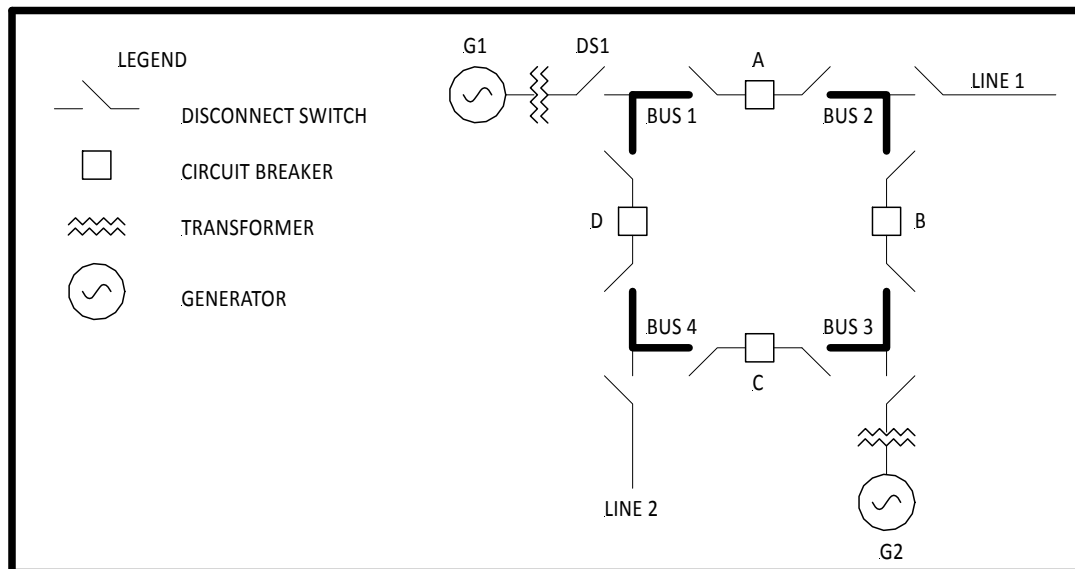 LEGEND
DISCONNECT SWITCH
CIRCUIT BREAKER
TRANSFORMER
GENERATOR
G1
DS1
A
LINE 1
BUS 1
BUS 2
D
B
BUS 4
BUS 3
C
LINE 2
G2